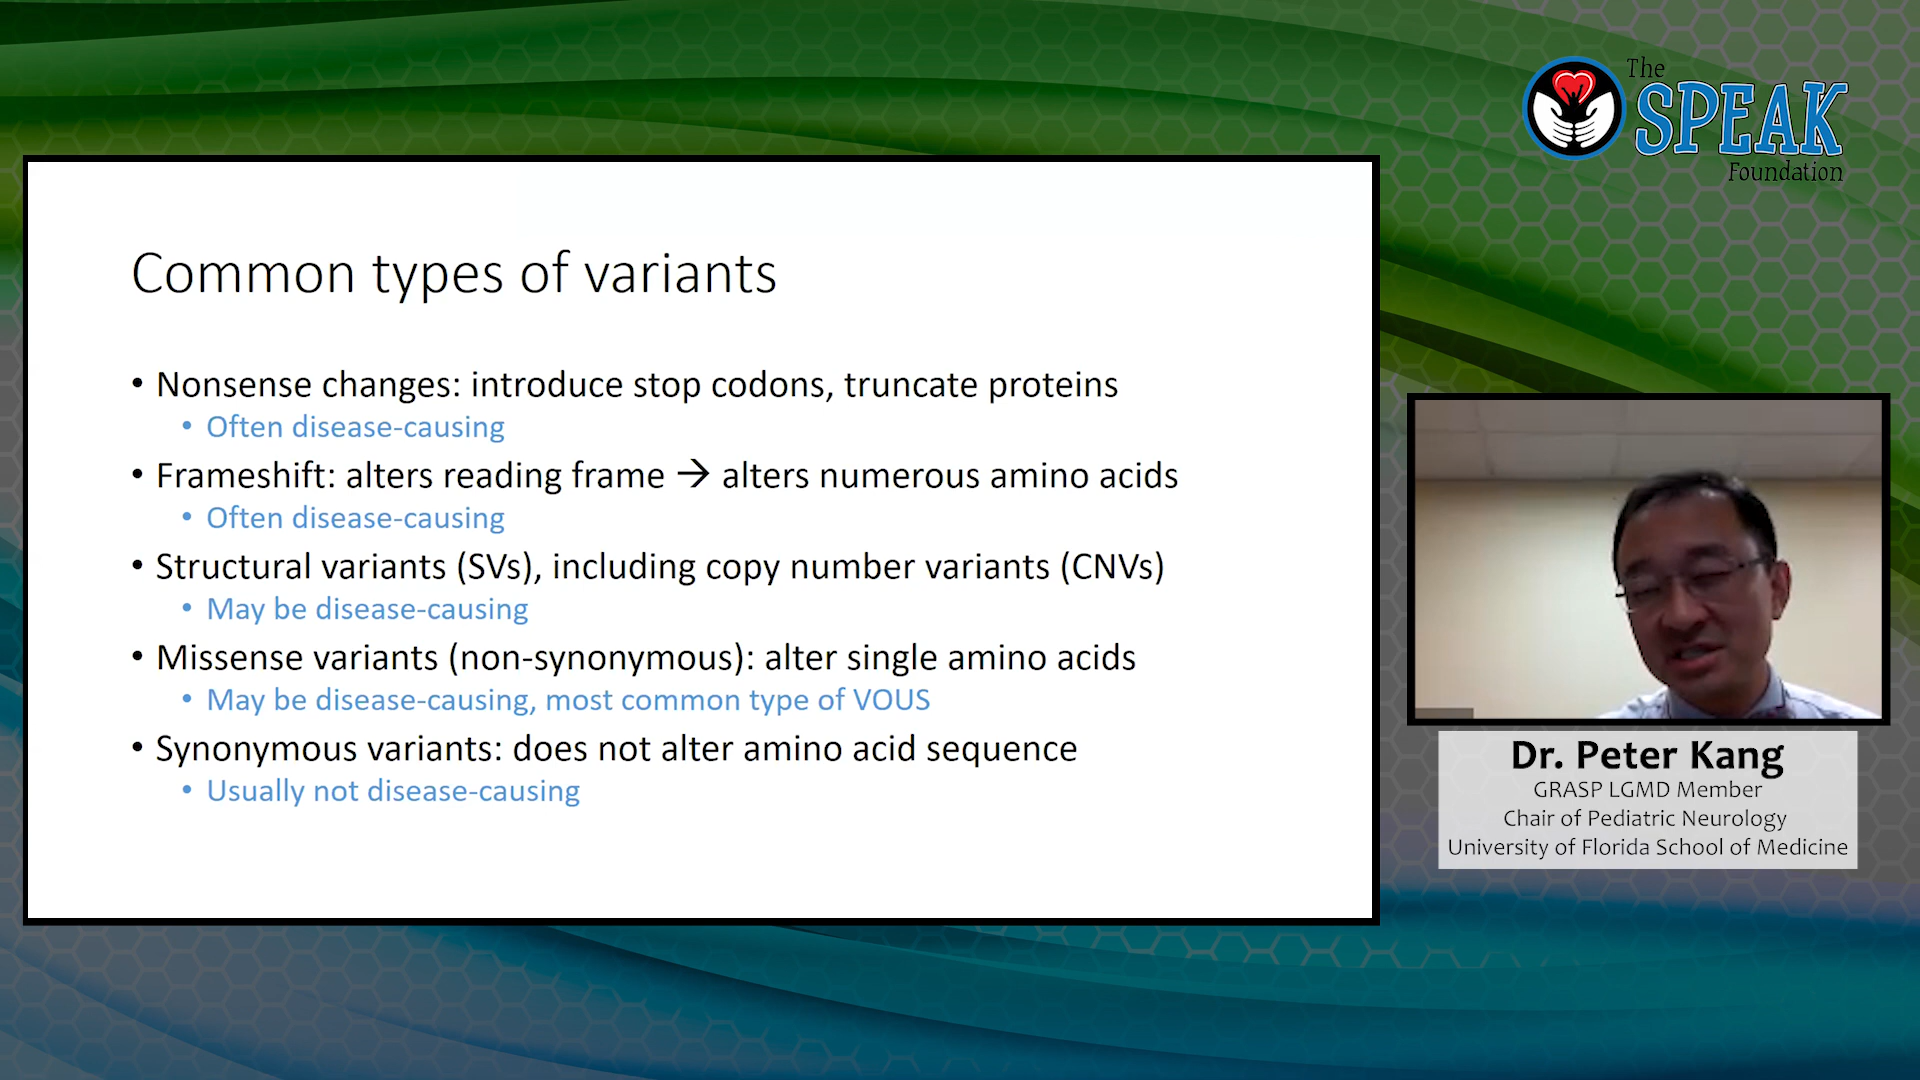 The
SPEAK
Foundation
Common types of variants
• Nonsense changes: introduce stop codons, truncate proteins
• Often disease-causing
• Frameshift: alters reading frame → alters numerous amino acids
• Often disease-causing
• Structural variants (SVs), including copy number variants (CNVs)
• May be disease-causing
• Missense variants (non-synonymous): alter single amino acids
• May be disease-causing, most common type of VOUS
• Synonymous variants: does not alter amino acid sequence
• Usually not disease-causing
Dr. Peter Kang
GRASP LGMD Member
Chair of Pediatric Neurology
University of Florida School of Medicine